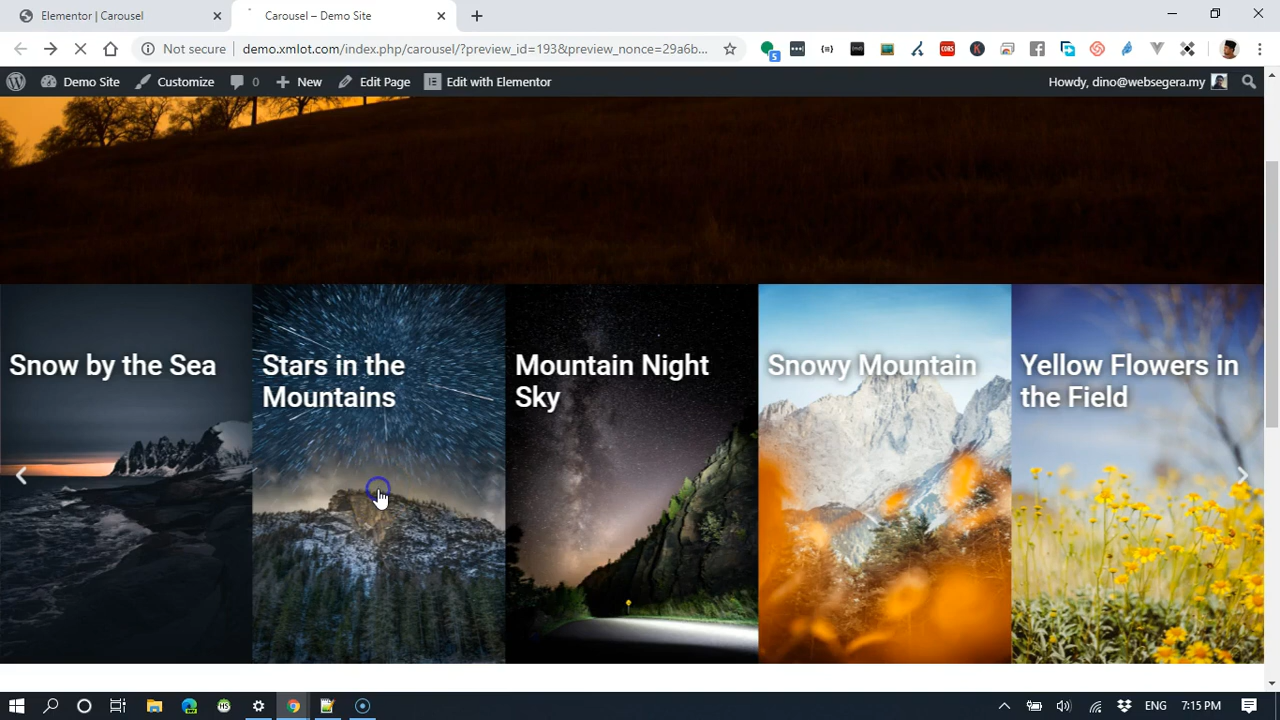 Elementor | Carousel
Carousel – Demo Site
Not secure
demo.xmlot.com/index.php/carousel/?preview_id=193&preview_nonce=29a6b...
Demo Site
Customize
0
New
Edit Page
Edit with Elementor
Howdy, dino@websegera.my
Snow by the Sea
Stars in the
Mountains
Mountain Night
Sky
Snowy Mountain
Yellow Flowers in
the Field
ENG
7:15 PM